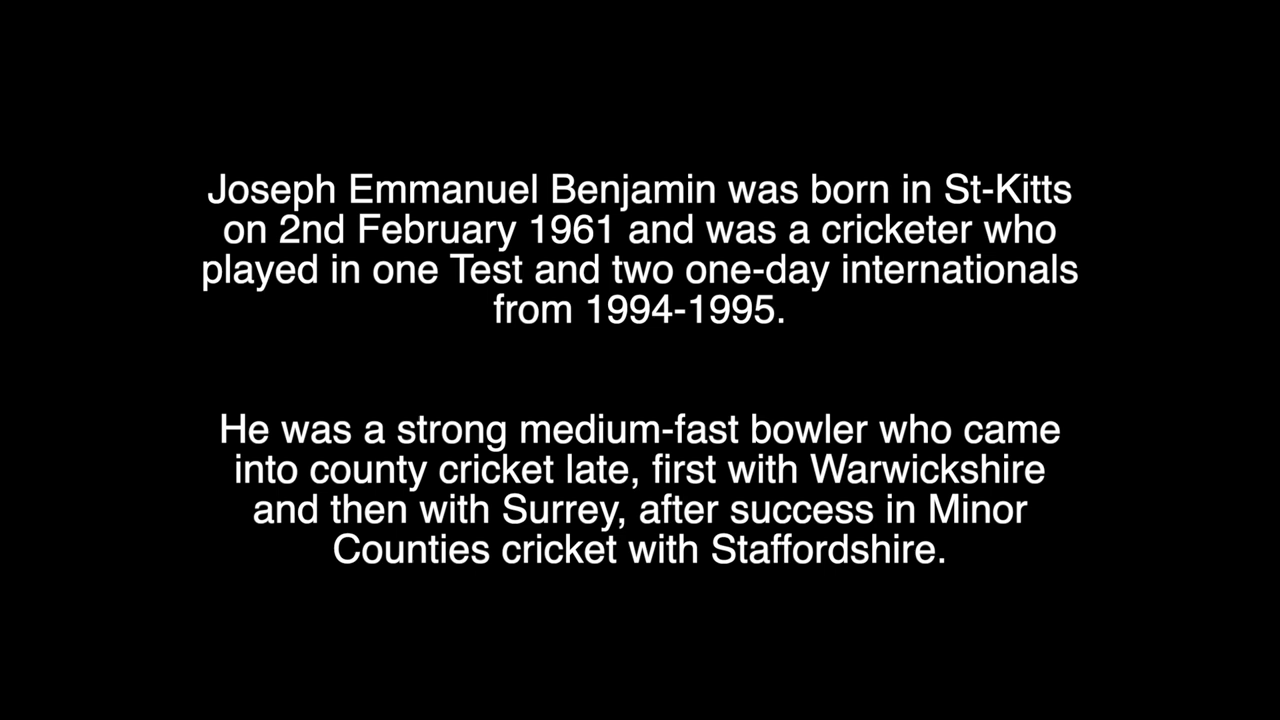 Joseph Emmanuel Benjamin was born in St-Kitts
on 2nd February 1961 and was a cricketer who
played in one Test and two one-day internationals
from 1994-1995.
He was a strong medium-fast bowler who came
into county cricket late, first with Warwickshire
and then with Surrey, after success in Minor
Counties cricket with Staffordshire.